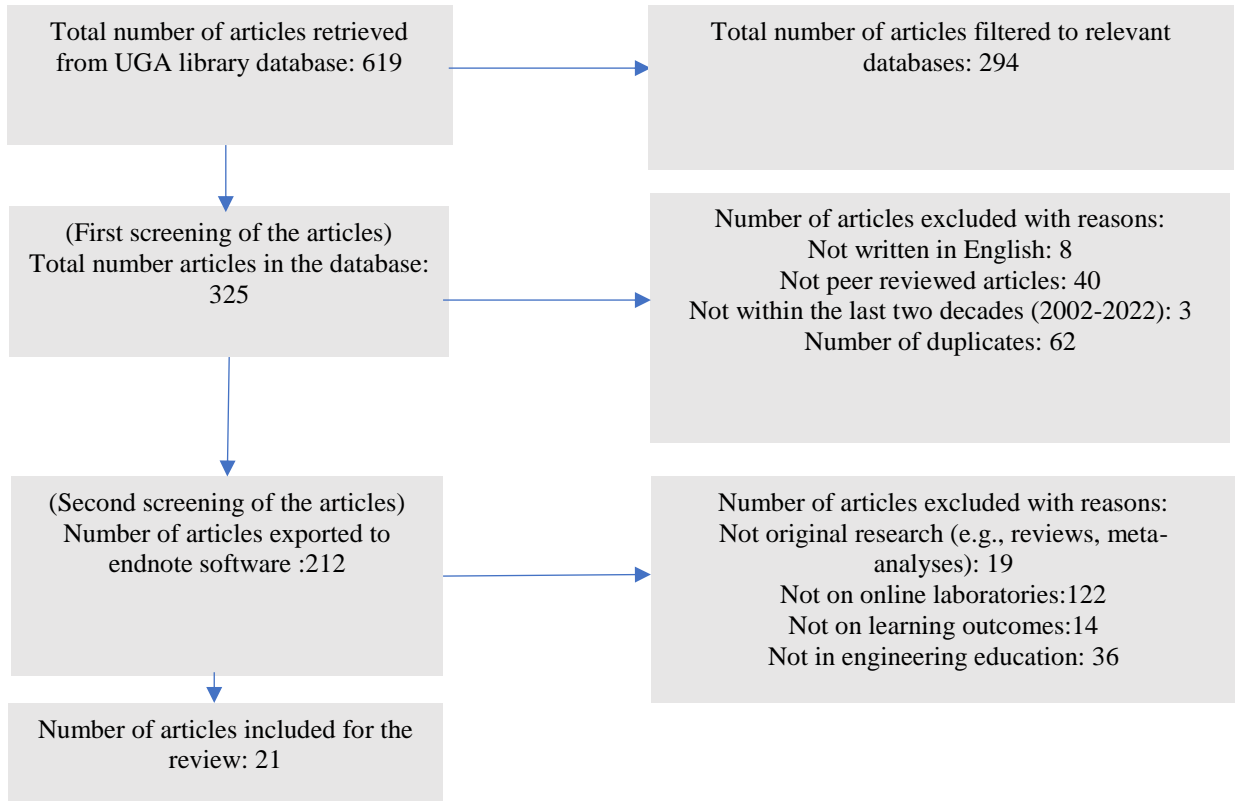 Total number of articles retrieved
from UGA library database: 619
Total number of articles filtered to relevant
databases: 294
(First screening of the articles)
Total number articles in the database:
325
Number of articles excluded with reasons:
Not written in English: 8
Not peer reviewed articles: 40
Not within the last two decades (2002-2022): 3
Number of duplicates: 62
(Second screening of the articles)
Number of articles exported to
endnote software :212
Number of articles excluded with reasons:
Not original research (e.g., reviews, meta-
analyses): 19
Not on online laboratories:122
Not on learning outcomes:14
Not in engineering education: 36
Number of articles included for the
review: 21